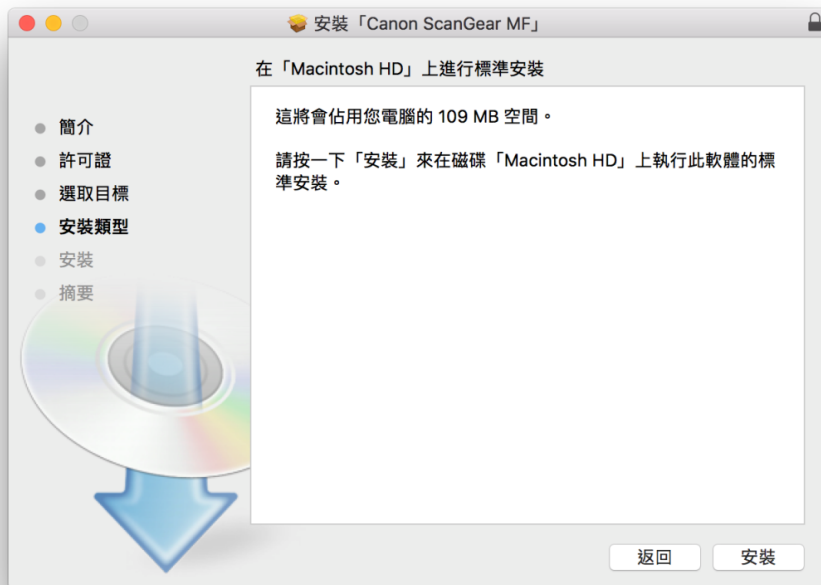 安裝「Canon ScanGear MF」
在「Macintosh HD」上進行標準安裝
簡介
許可證
選取目標
安裝類型
安裝
摘要
這將會佔用您電腦的 109 MB 空間。
請按一下「安裝」來在磁碟「Macintosh HD」上執行此軟體的標
準安裝。
返回
安裝